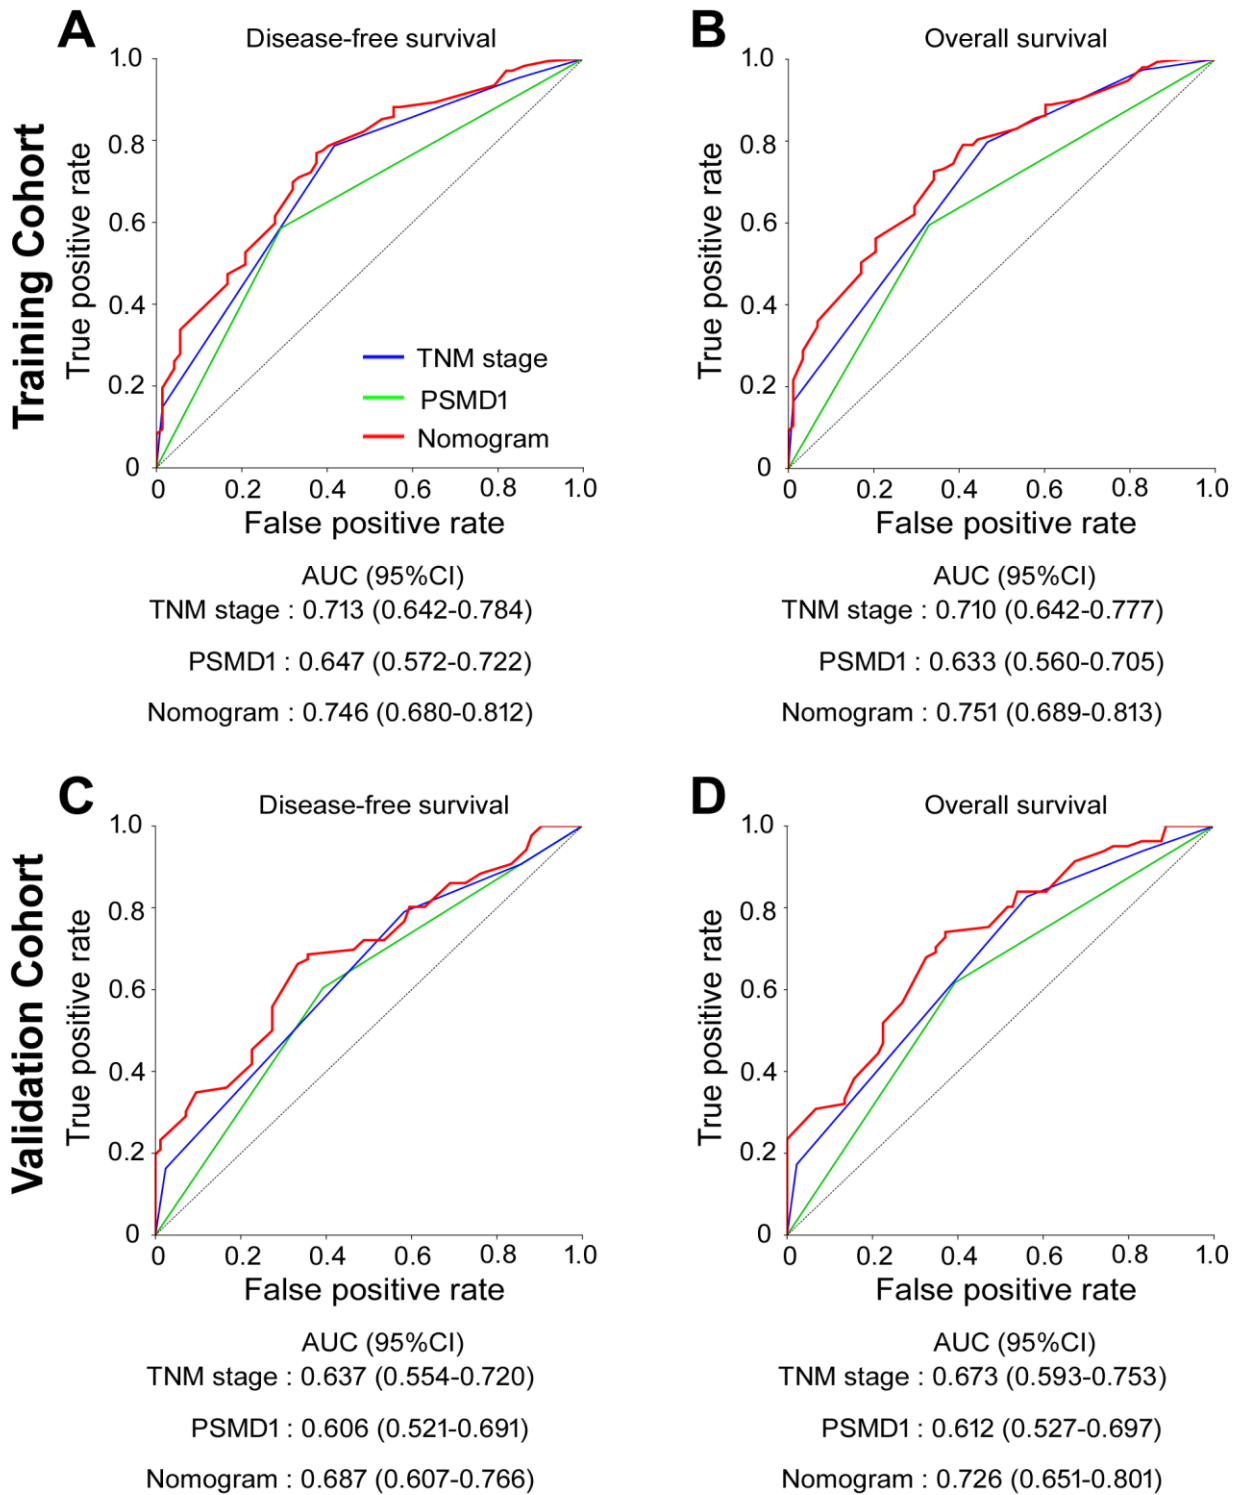 A
Disease-free survival
Training Cohort
True positive rate
1.0
0.8
0.6
0.4
0.2
0
0 0.2 0.4 0.6 0.8 1.0
False positive rate
TNM stage
PSMD1
Nomogram
AUC (95%CI)
TNM stage : 0.713 (0.642-0.784)
PSMD1 : 0.647 (0.572-0.722)
Nomogram : 0.746 (0.680-0.812)
B
Overall survival
True positive rate
1.0
0.8
0.6
0.4
0.2
0
0 0.2 0.4 0.6 0.8 1.0
False positive rate
AUC (95%CI)
TNM stage : 0.710 (0.642-0.777)
PSMD1 : 0.633 (0.560-0.705)
Nomogram : 0.751 (0.689-0.813)
C
Disease-free survival
Validation Cohort
True positive rate
1.0
0.8
0.6
0.4
0.2
0
0 0.2 0.4 0.6 0.8 1.0
False positive rate
AUC (95%CI)
TNM stage : 0.637 (0.554-0.720)
PSMD1 : 0.606 (0.521-0.691)
Nomogram : 0.687 (0.607-0.766)
D
Overall survival
True positive rate
1.0
0.8
0.6
0.4
0.2
0
0 0.2 0.4 0.6 0.8 1.0
False positive rate
AUC (95%CI)
TNM stage : 0.673 (0.593-0.753)
PSMD1 : 0.612 (0.527-0.697)
Nomogram : 0.726 (0.651-0.801)